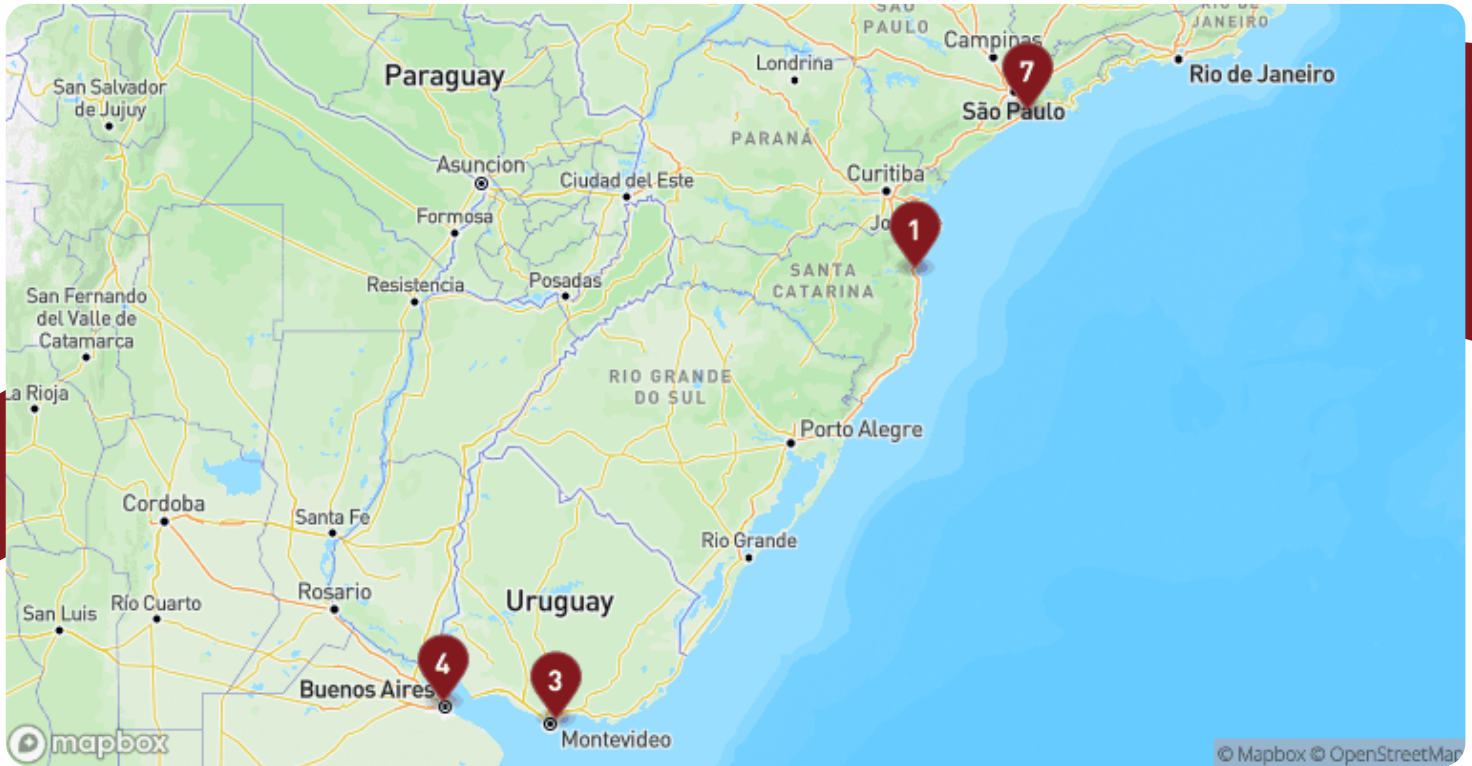 SÃO
PAULO
RIO DE
JANEIRO
Campinas
Londrina
7
Rio de Janeiro
Paraguay
San Salvador
de Jujuy
São Paulo
PARANÁ
Asuncion
Curitiba
Ciudad del Este
Formosa
Jo
1
SANTA
CATARINA
Resistencia
Posadas
San Fernando
del Valle de
Catamarca
RIO GRANDE
DO SUL
La Rioja
Porto Alegre
Cordoba
Santa Fe
Rio Grande
Rosario
Uruguay
San Luis
Río Cuarto
4
3
Buenos Aires
Montevideo
mapbox
© Mapbox © OpenStreetMap